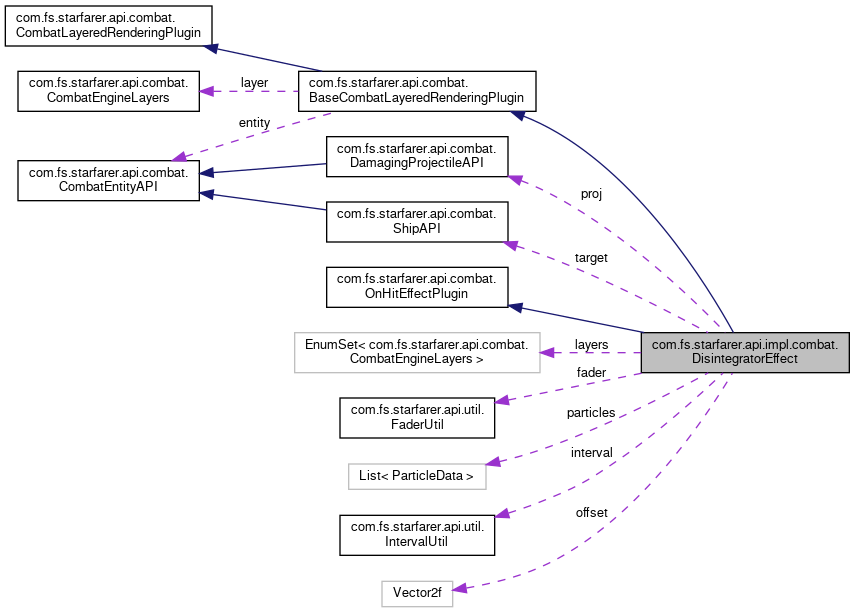 com.fs.starfarer.api.combat.
CombatLayeredRenderingPlugin
com.fs.starfarer.api.combat.
CombatEngineLayers
layer
com.fs.starfarer.api.combat.
BaseCombatLayeredRenderingPlugin
entity
com.fs.starfarer.api.combat.
CombatEntityAPI
com.fs.starfarer.api.combat.
DamagingProjectileAPI
proj
com.fs.starfarer.api.combat.
ShipAPI
target
com.fs.starfarer.api.combat.
OnHitEffectPlugin
com.fs.starfarer.api.impl.combat.
DisintegratorEffect
EnumSet< com.fs.starfarer.api.combat.
CombatEngineLayers >
layers
fader
com.fs.starfarer.api.util.
FaderUtil
particles
List< ParticleData >
interval
com.fs.starfarer.api.util.
IntervalUtil
offset
Vector2f